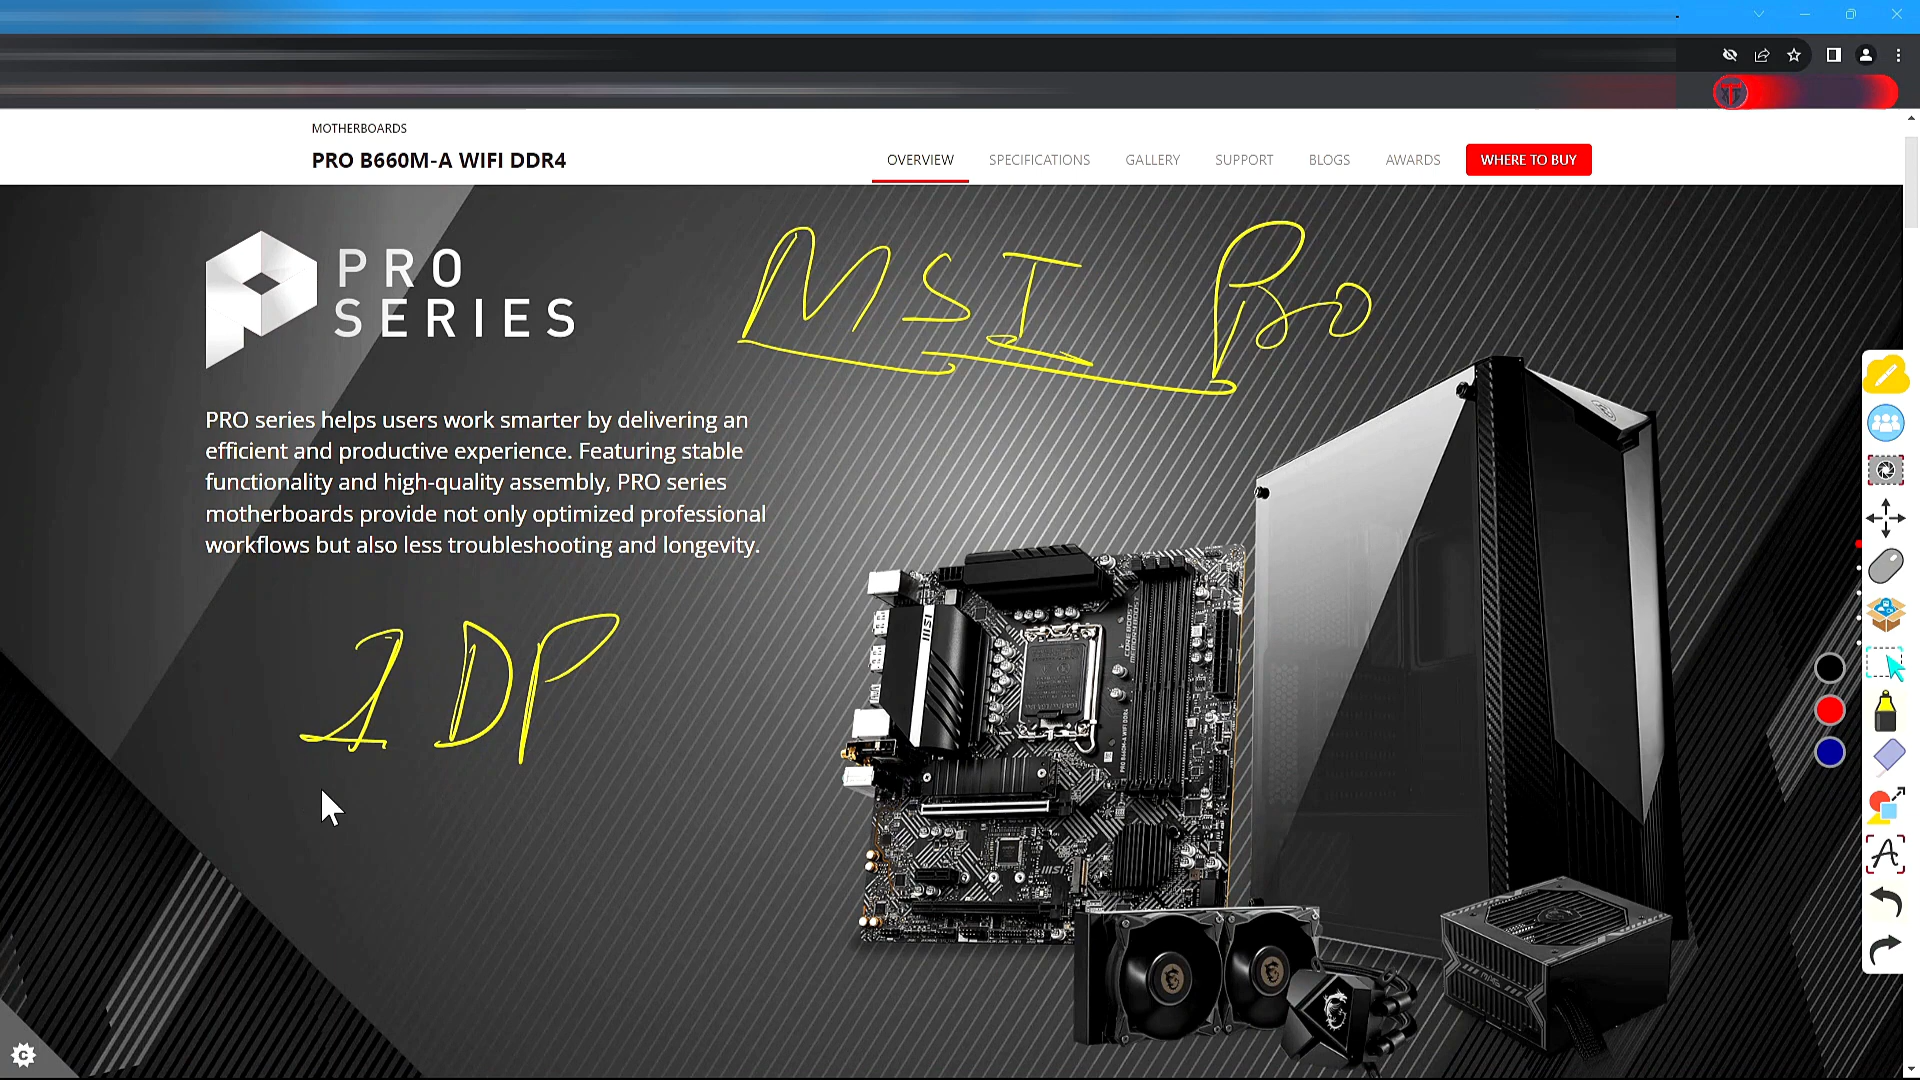 MOTHERBOARDS
PRO B660M-A WIFI DDR4
OVERVIEW SPECIFICATIONS GALLERY SUPPORT BLOGS AWARDS WHERE TO BUY
PRO
SERIES
MSI Pro
PRO series helps users work smarter by delivering an
efficient and productive experience. Featuring stable
functionality and high-quality assembly, PRO series
motherboards provide not only optimized professional
workflows but also less troubleshooting and longevity.
1 DP